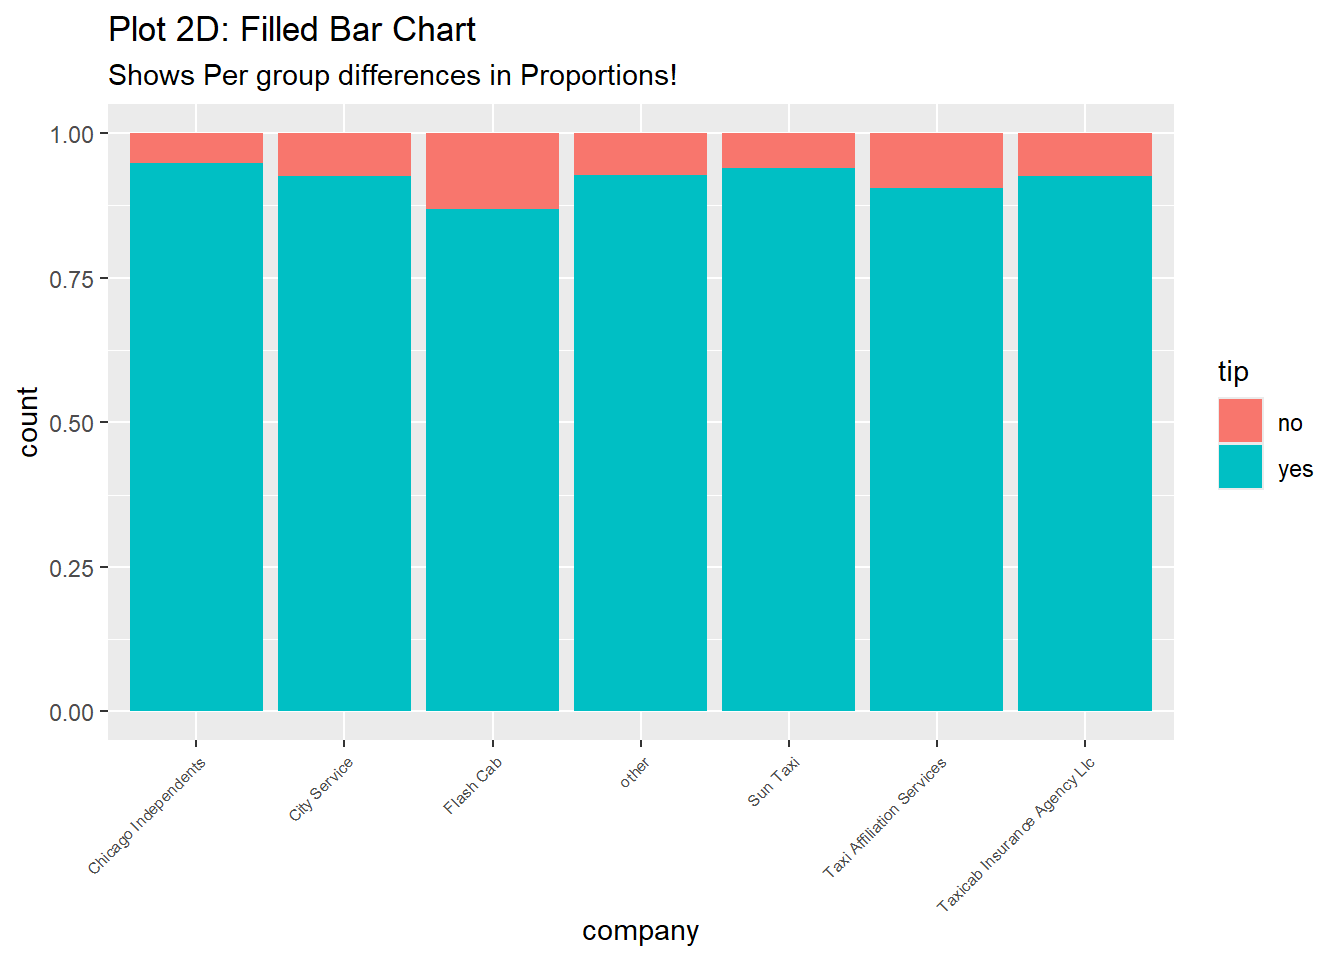 Plot 2D: Filled Bar Chart
Shows Per group differences in Proportions!
1.00
0.75
0.50
0.25
0.00
count
Chicago Independents
City Service
Flash Cab
other
Sun Taxi
Taxi Affiliation Services
Taxicab Insurance Agency Llc
company
tip
no
yes